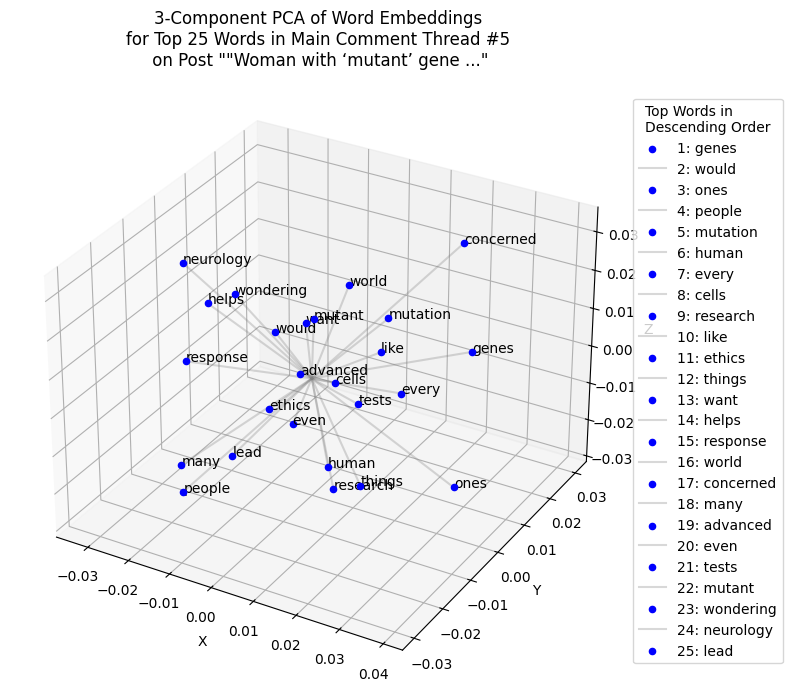 3-Component PCA of Word Embeddings
for Top 25 Words in Main Comment Thread #5
on Post ""Woman with ‘mutant’ gene ..."
Top Words in
Descending Order
1: genes
2: would
3: ones
4: people
5: mutation
6: human
7: every
8: cells
9: research
10: like
11: ethics
12: things
13: want
14: helps
15: response
16: world
17: concerned
18: many
19: advanced
20: even
21: tests
22: mutant
23: wondering
24: neurology
25: lead
concerned
neurology
world
wondering
helps
mutant
want
mutation
would
like
genes
response
advanced
cells
every
tests
ethics
even
lead
many
human
people
research
things
ones
0.03
0.02
0.01
0.00
−0.01
−0.02
−0.03
Z
0.03
0.02
0.01
0.00
−0.01
−0.02
−0.03
Y
−0.03
−0.02
−0.01
0.00
0.01
0.02
0.03
0.04
X